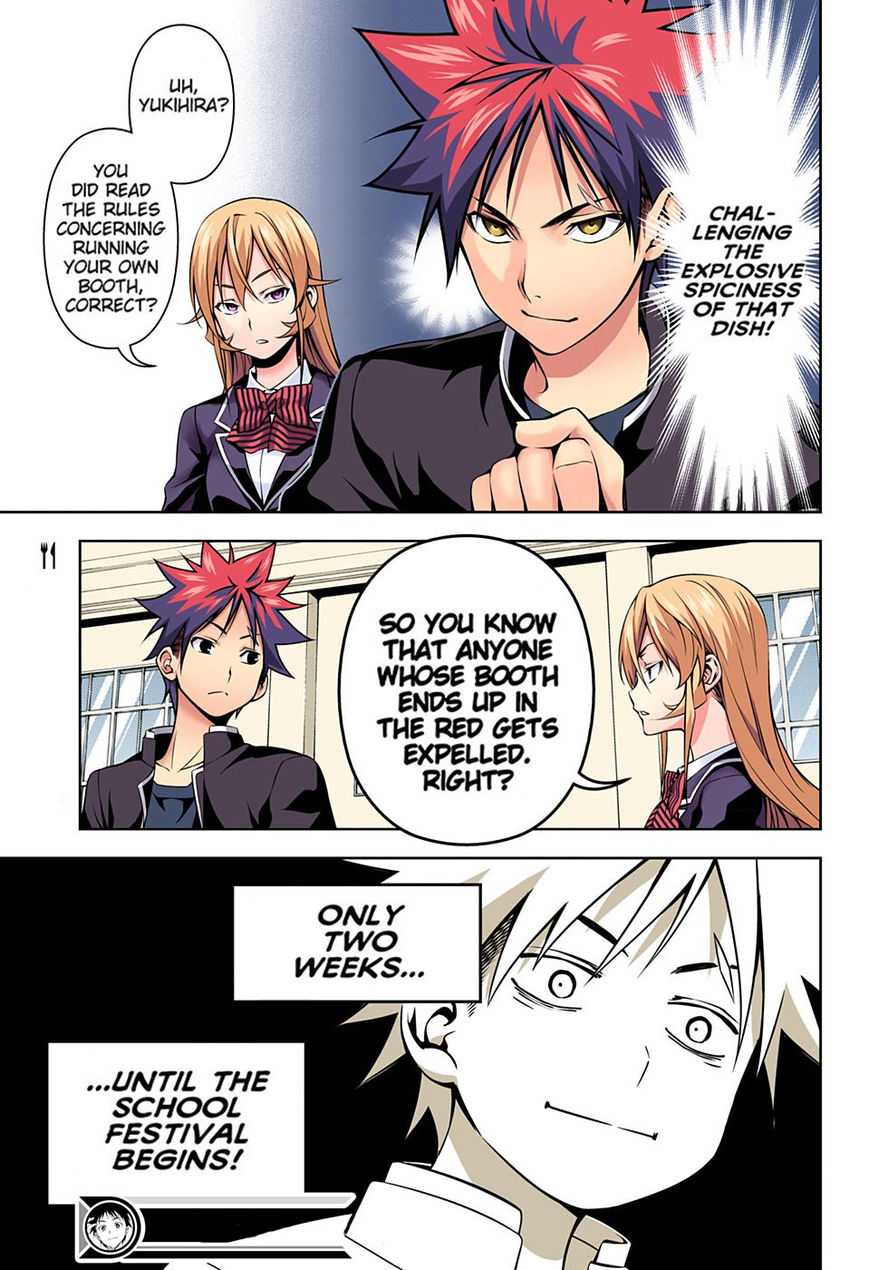 CHAL-
LENGING
THE
EXPLOSIVE
SPICINESS
OF THAT
DISH!
UH,
YUKIHIRA?
YOU
DID READ
THE RULES
CONCERNING
RUNNING
YOUR OWN
BOOTH,
CORRECT?
SO YOU KNOW
THAT ANYONE
WHOSE BOOTH
ENDS UP IN
THE RED GETS
EXPELLED.
RIGHT?
ONLY
TWO
WEEKS...
...UNTIL THE
SCHOOL
FESTIVAL
BEGINS!